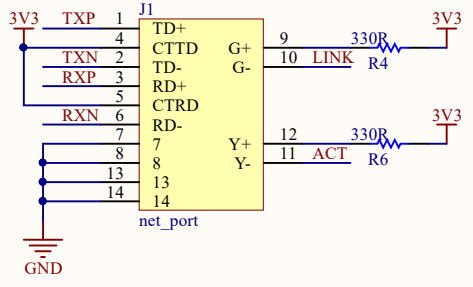 J1
3V3
TXP 1 TD+
4 CTTD
TXN 2 TD-
RXP 3 RD+
5 CTRD
RXN 6 RD-
7 7
8 8
13 13
14 14
GND
net_port
G+ 9 330R 3V3
G- 10 LINK R4
Y+ 12 330R 3V3
Y- 11 ACT R6